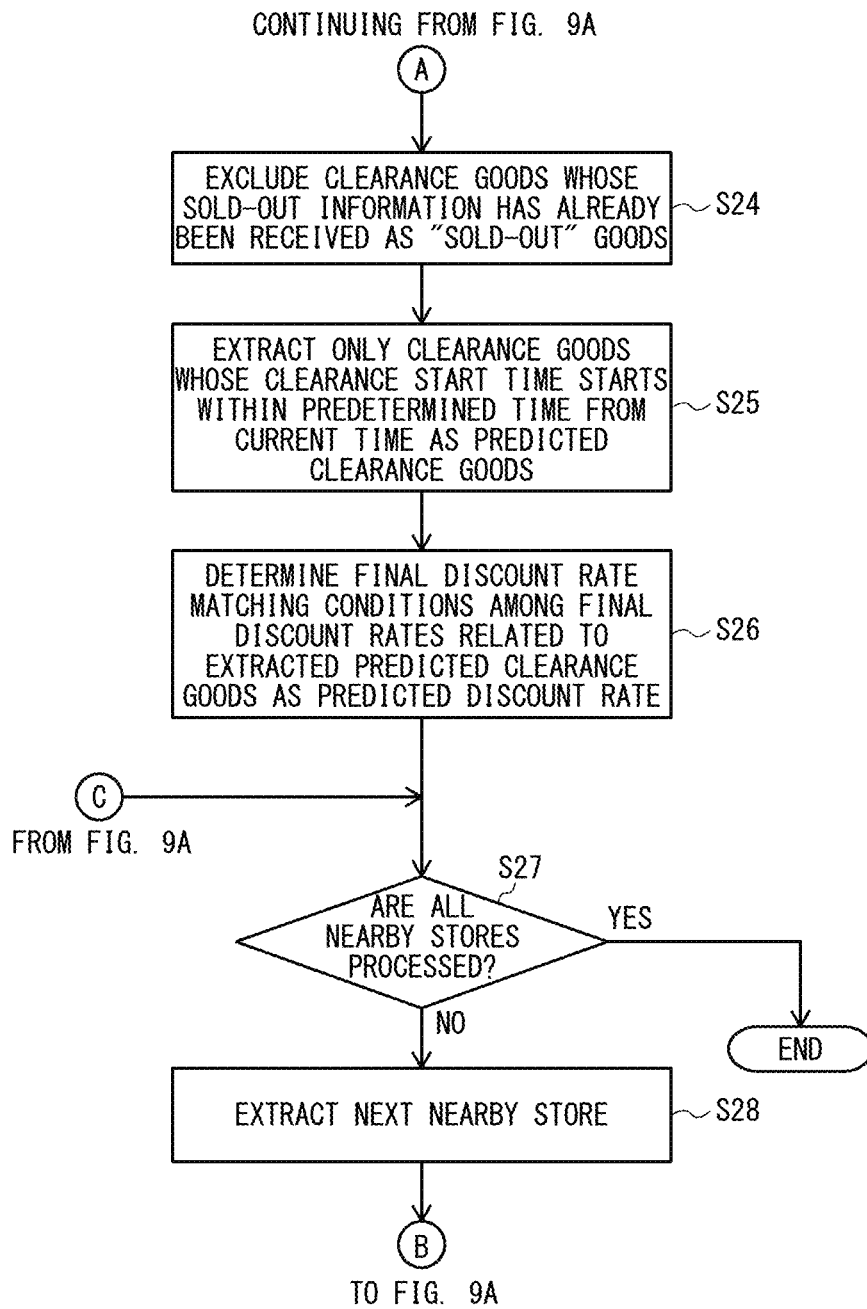 CONTINUING FROM FIG. 9A
A
EXCLUDE CLEARANCE GOODS WHOSE
SOLD-OUT INFORMATION HAS ALREADY
BEEN RECEIVED AS "SOLD-OUT" GOODS
S24
EXTRACT ONLY CLEARANCE GOODS
WHOSE CLEARANCE START TIME STARTS
WITHIN PREDETERMINED TIME FROM
CURRENT TIME AS PREDICTED
CLEARANCE GOODS
S25
DETERMINE FINAL DISCOUNT RATE
MATCHING CONDITIONS AMONG FINAL
DISCOUNT RATES RELATED TO
EXTRACTED PREDICTED CLEARANCE
GOODS AS PREDICTED DISCOUNT RATE
S26
C
FROM FIG. 9A
S27
ARE ALL
NEARBY STORES
PROCESSED?
YES
NO
END
EXTRACT NEXT NEARBY STORE
S28
B
TO FIG. 9A